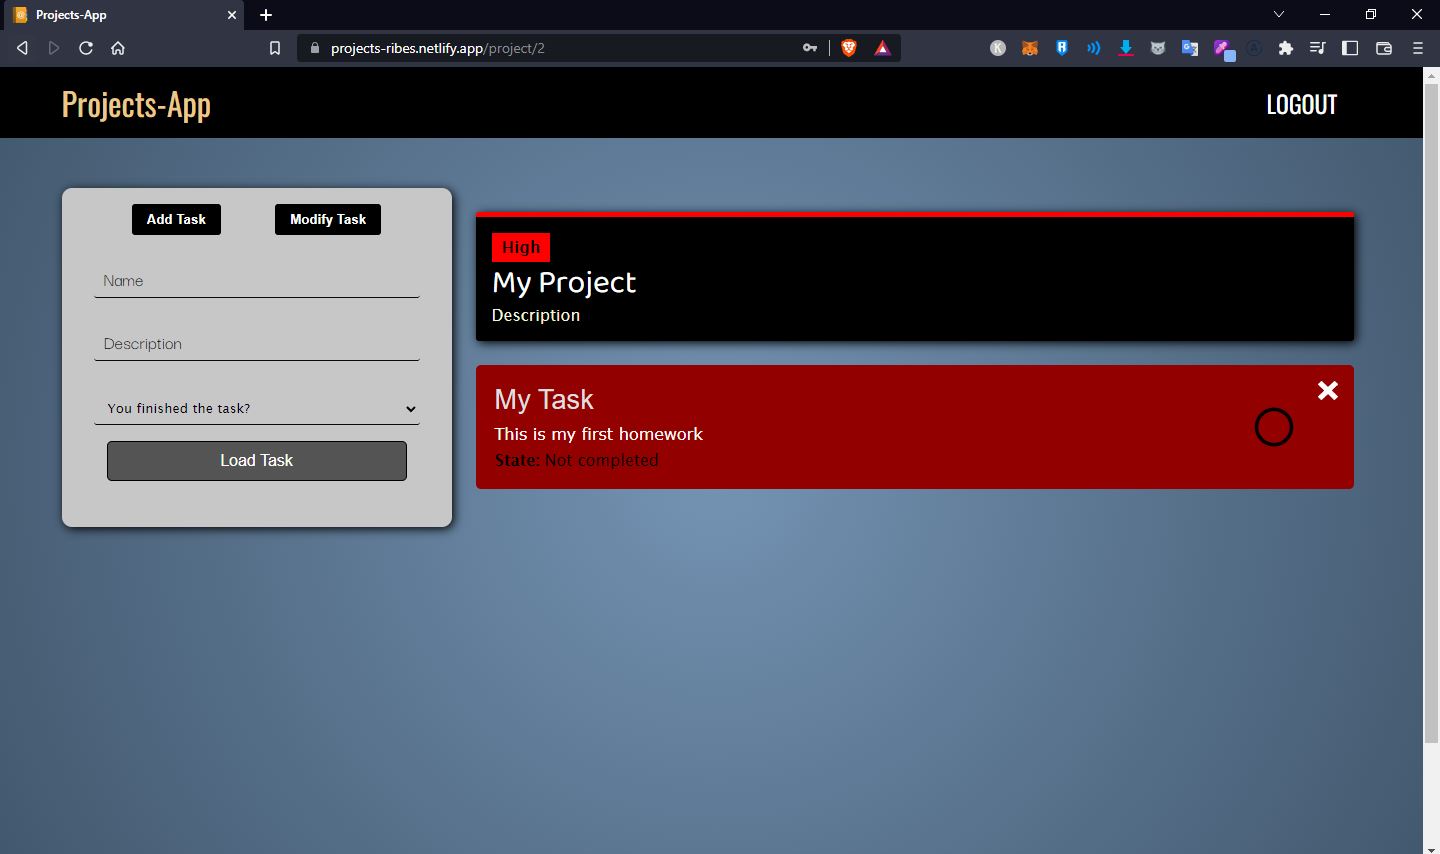 Projects-App
projects-ribes.netlify.app/project/2
Projects-App
LOGOUT
Add Task
Modify Task
Name
Description
You finished the task?
Load Task
High
My Project
Description
My Task
This is my first homework
State: Not completed